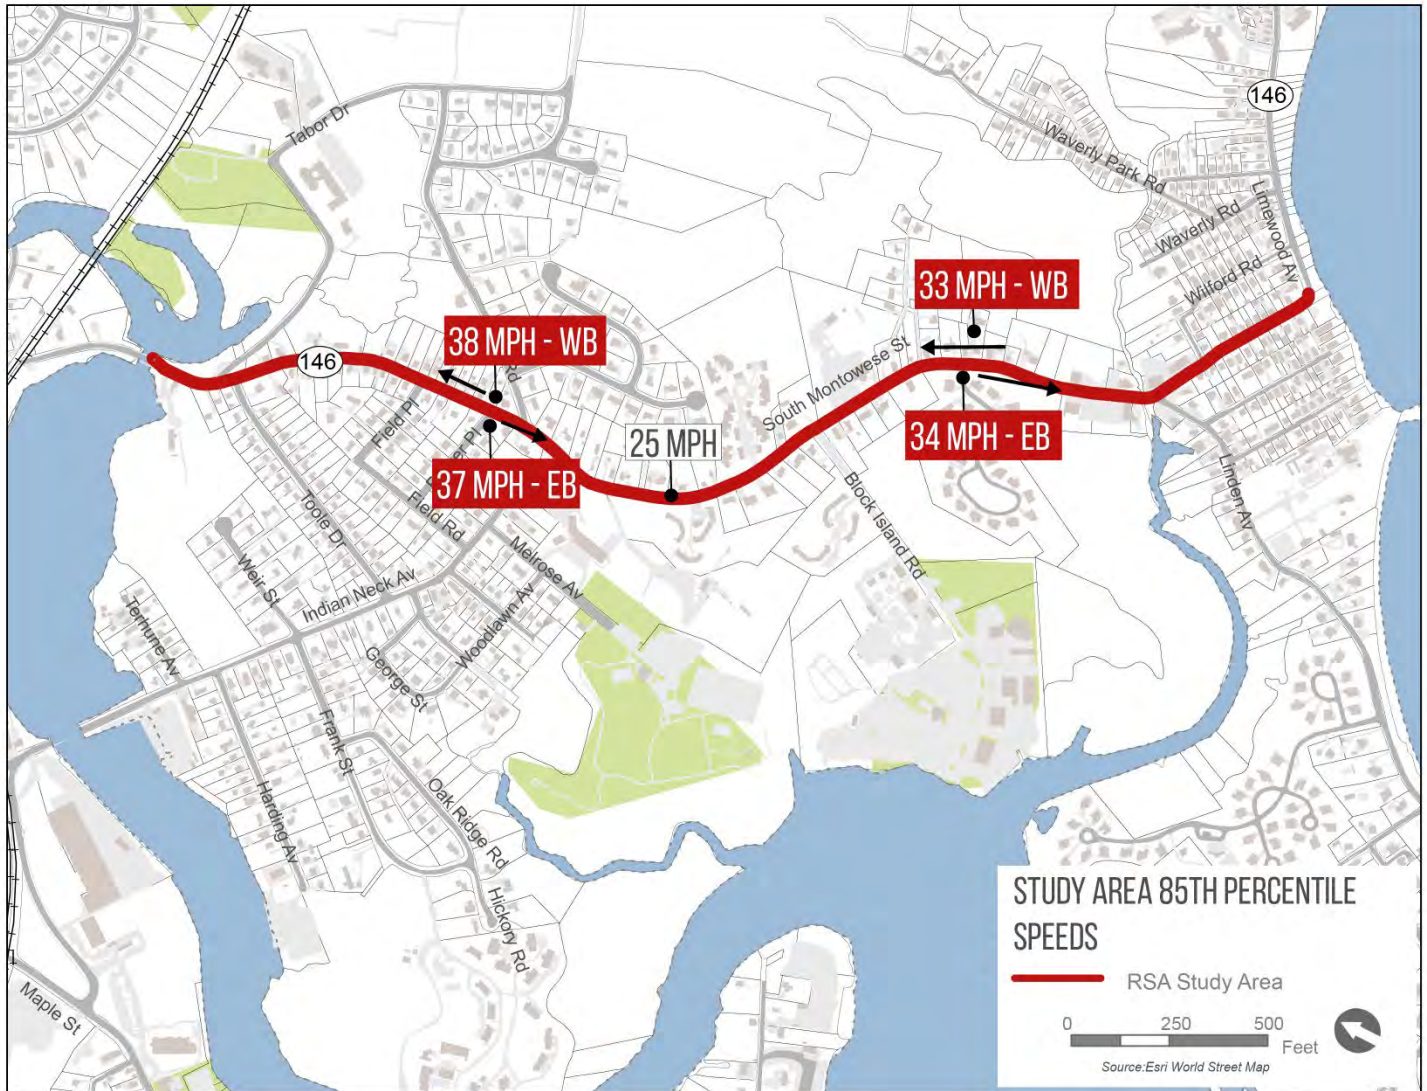 146
Tabor Dr
Waverly Park Rd
Limewood Av
Waverly Rd
Wilford Rd
33 MPH - WB
38 MPH - WB
Rd
146
South Montowese St
Field Pl
Pl
25 MPH
34 MPH - EB
37 MPH - EB
Field Rd
Block Island Rd
Linden Av
Toole Dr
Melrose Av
Weir St
Indian Neck Av
Woodlawn Av
Terhune Av
George St
Frank St
Harding Av
Oak Ridge Rd
Hickory Rd
Maple St
STUDY AREA 85TH PERCENTILE
SPEEDS
RSA Study Area
0 250 500
Feet
Source:Esri World Street Map